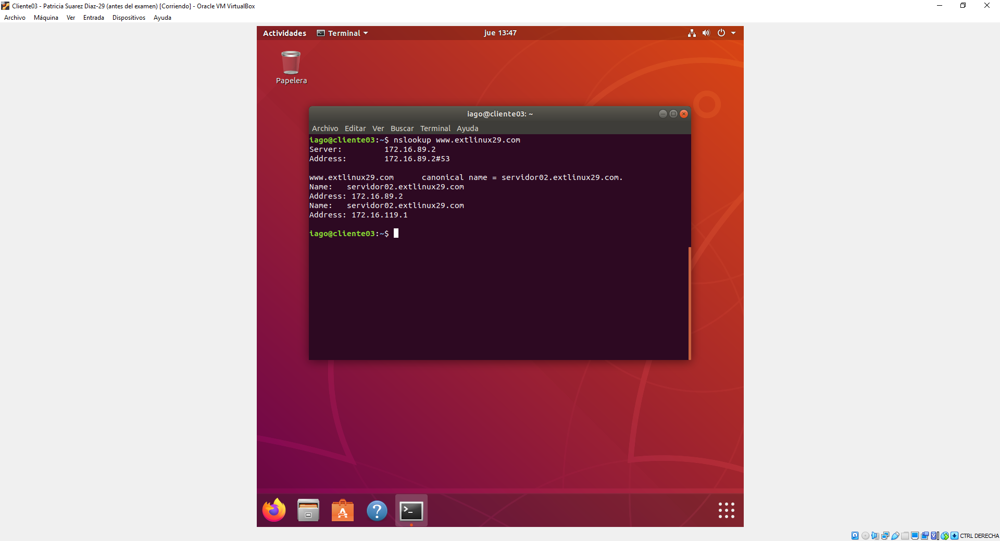 Cliente03 - Patricia Suarez Diaz-29 (antes del examen) [Corriendo] - Oracle VM VirtualBox
Archivo Máquina Ver Entrada Dispositivos Ayuda
Actividades Terminal jue 13:47
Papelera
iago@cliente03: ~
Archivo Editar Ver Buscar Terminal Ayuda
iago@cliente03:~$ nslookup www.extlinux29.com
Server: 172.16.89.2
Address: 172.16.89.2#53
www.extlinux29.com canonical name = servidor02.extlinux29.com.
Name: servidor02.extlinux29.com
Address: 172.16.89.2
Name: servidor02.extlinux29.com
Address: 172.16.119.1
iago@cliente03:~$
CTRL DERECHA